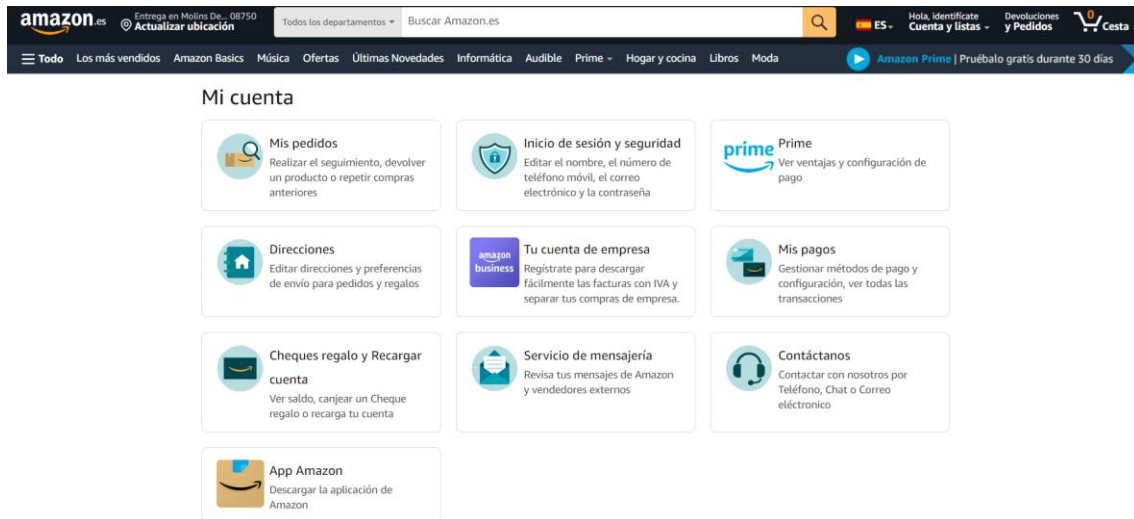 amazon.es
Entrega en Molins De... 08750
Actualizar ubicación
Todos los departamentos
Buscar Amazon.es
ES
Hola, identifícate
Cuenta y listas
Devoluciones
y Pedidos
0
Cesta
Todo Los más vendidos Amazon Basics Música Ofertas Últimas Novedades Informática Audible Prime Hogar y cocina Libros Moda
Amazon Prime | Pruébalo gratis durante 30 días
Mi cuenta
Mis pedidos
Realizar el seguimiento, devolver
un producto o repetir compras
anteriores
Inicio de sesión y seguridad
Editar el nombre, el número de
teléfono móvil, el correo
electrónico y la contraseña
prime
Prime
Ver ventajas y configuración de
pago
Direcciones
Editar direcciones y preferencias
de envío para pedidos y regalos
amazon
business
Tu cuenta de empresa
Regístrate para descargar
fácilmente las facturas con IVA y
separar tus compras de empresa.
Mis pagos
Gestionar métodos de pago y
configuración, ver todas las
transacciones
Cheques regalo y Recargar
cuenta
Ver saldo, canjear un Cheque
regalo o recarga tu cuenta
Servicio de mensajería
Revisa tus mensajes de Amazon
y vendedores externos
Contáctanos
Contactar con nosotros por
Teléfono, Chat o Correo
eléctronico
App Amazon
Descargar la aplicación de
Amazon